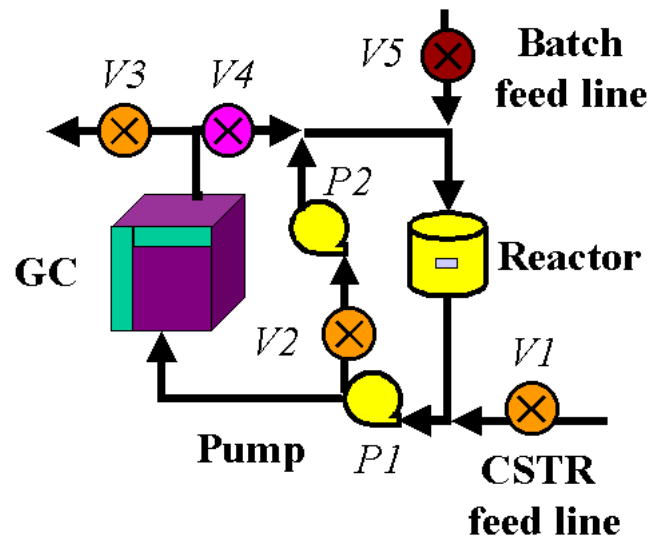 V3
V4
V5
Batch
feed line
P2
GC
Reactor
V2
V1
Pump
P1
CSTR
feed line